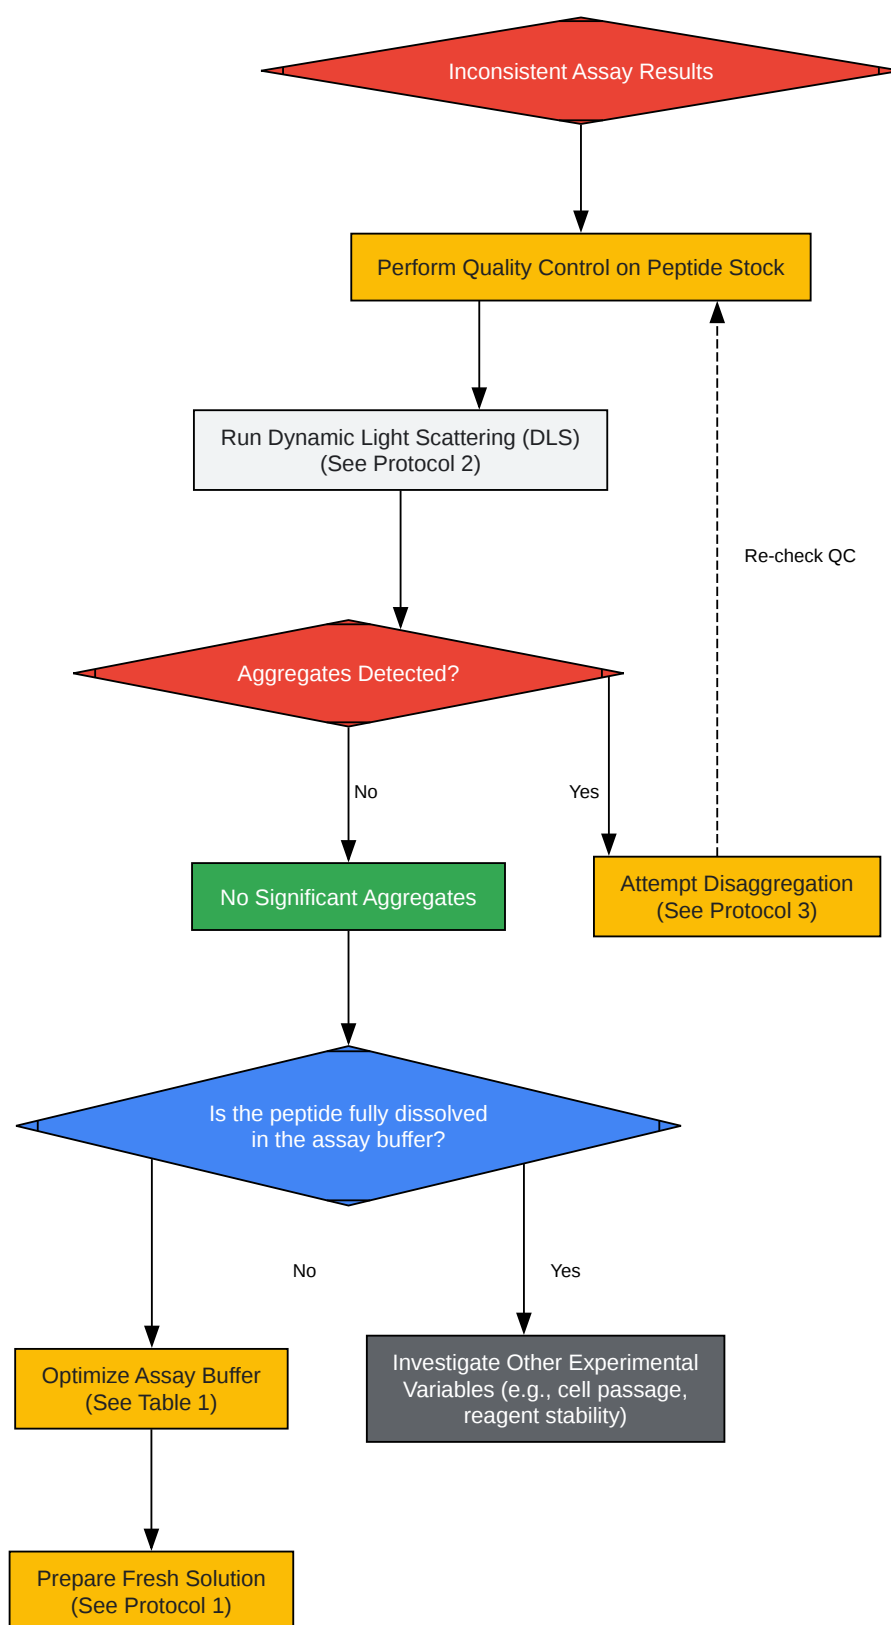 Inconsistent Assay Results
Perform Quality Control on Peptide Stock
Run Dynamic Light Scattering (DLS)
(See Protocol 2)
Re-check QC
Aggregates Detected?
No
Yes
No Significant Aggregates
Attempt Disaggregation
(See Protocol 3)
Is the peptide fully dissolved
in the assay buffer?
No
Yes
Optimize Assay Buffer
(See Table 1)
Investigate Other Experimental
Variables (e.g., cell passage,
reagent stability)
Prepare Fresh Solution
(See Protocol 1)